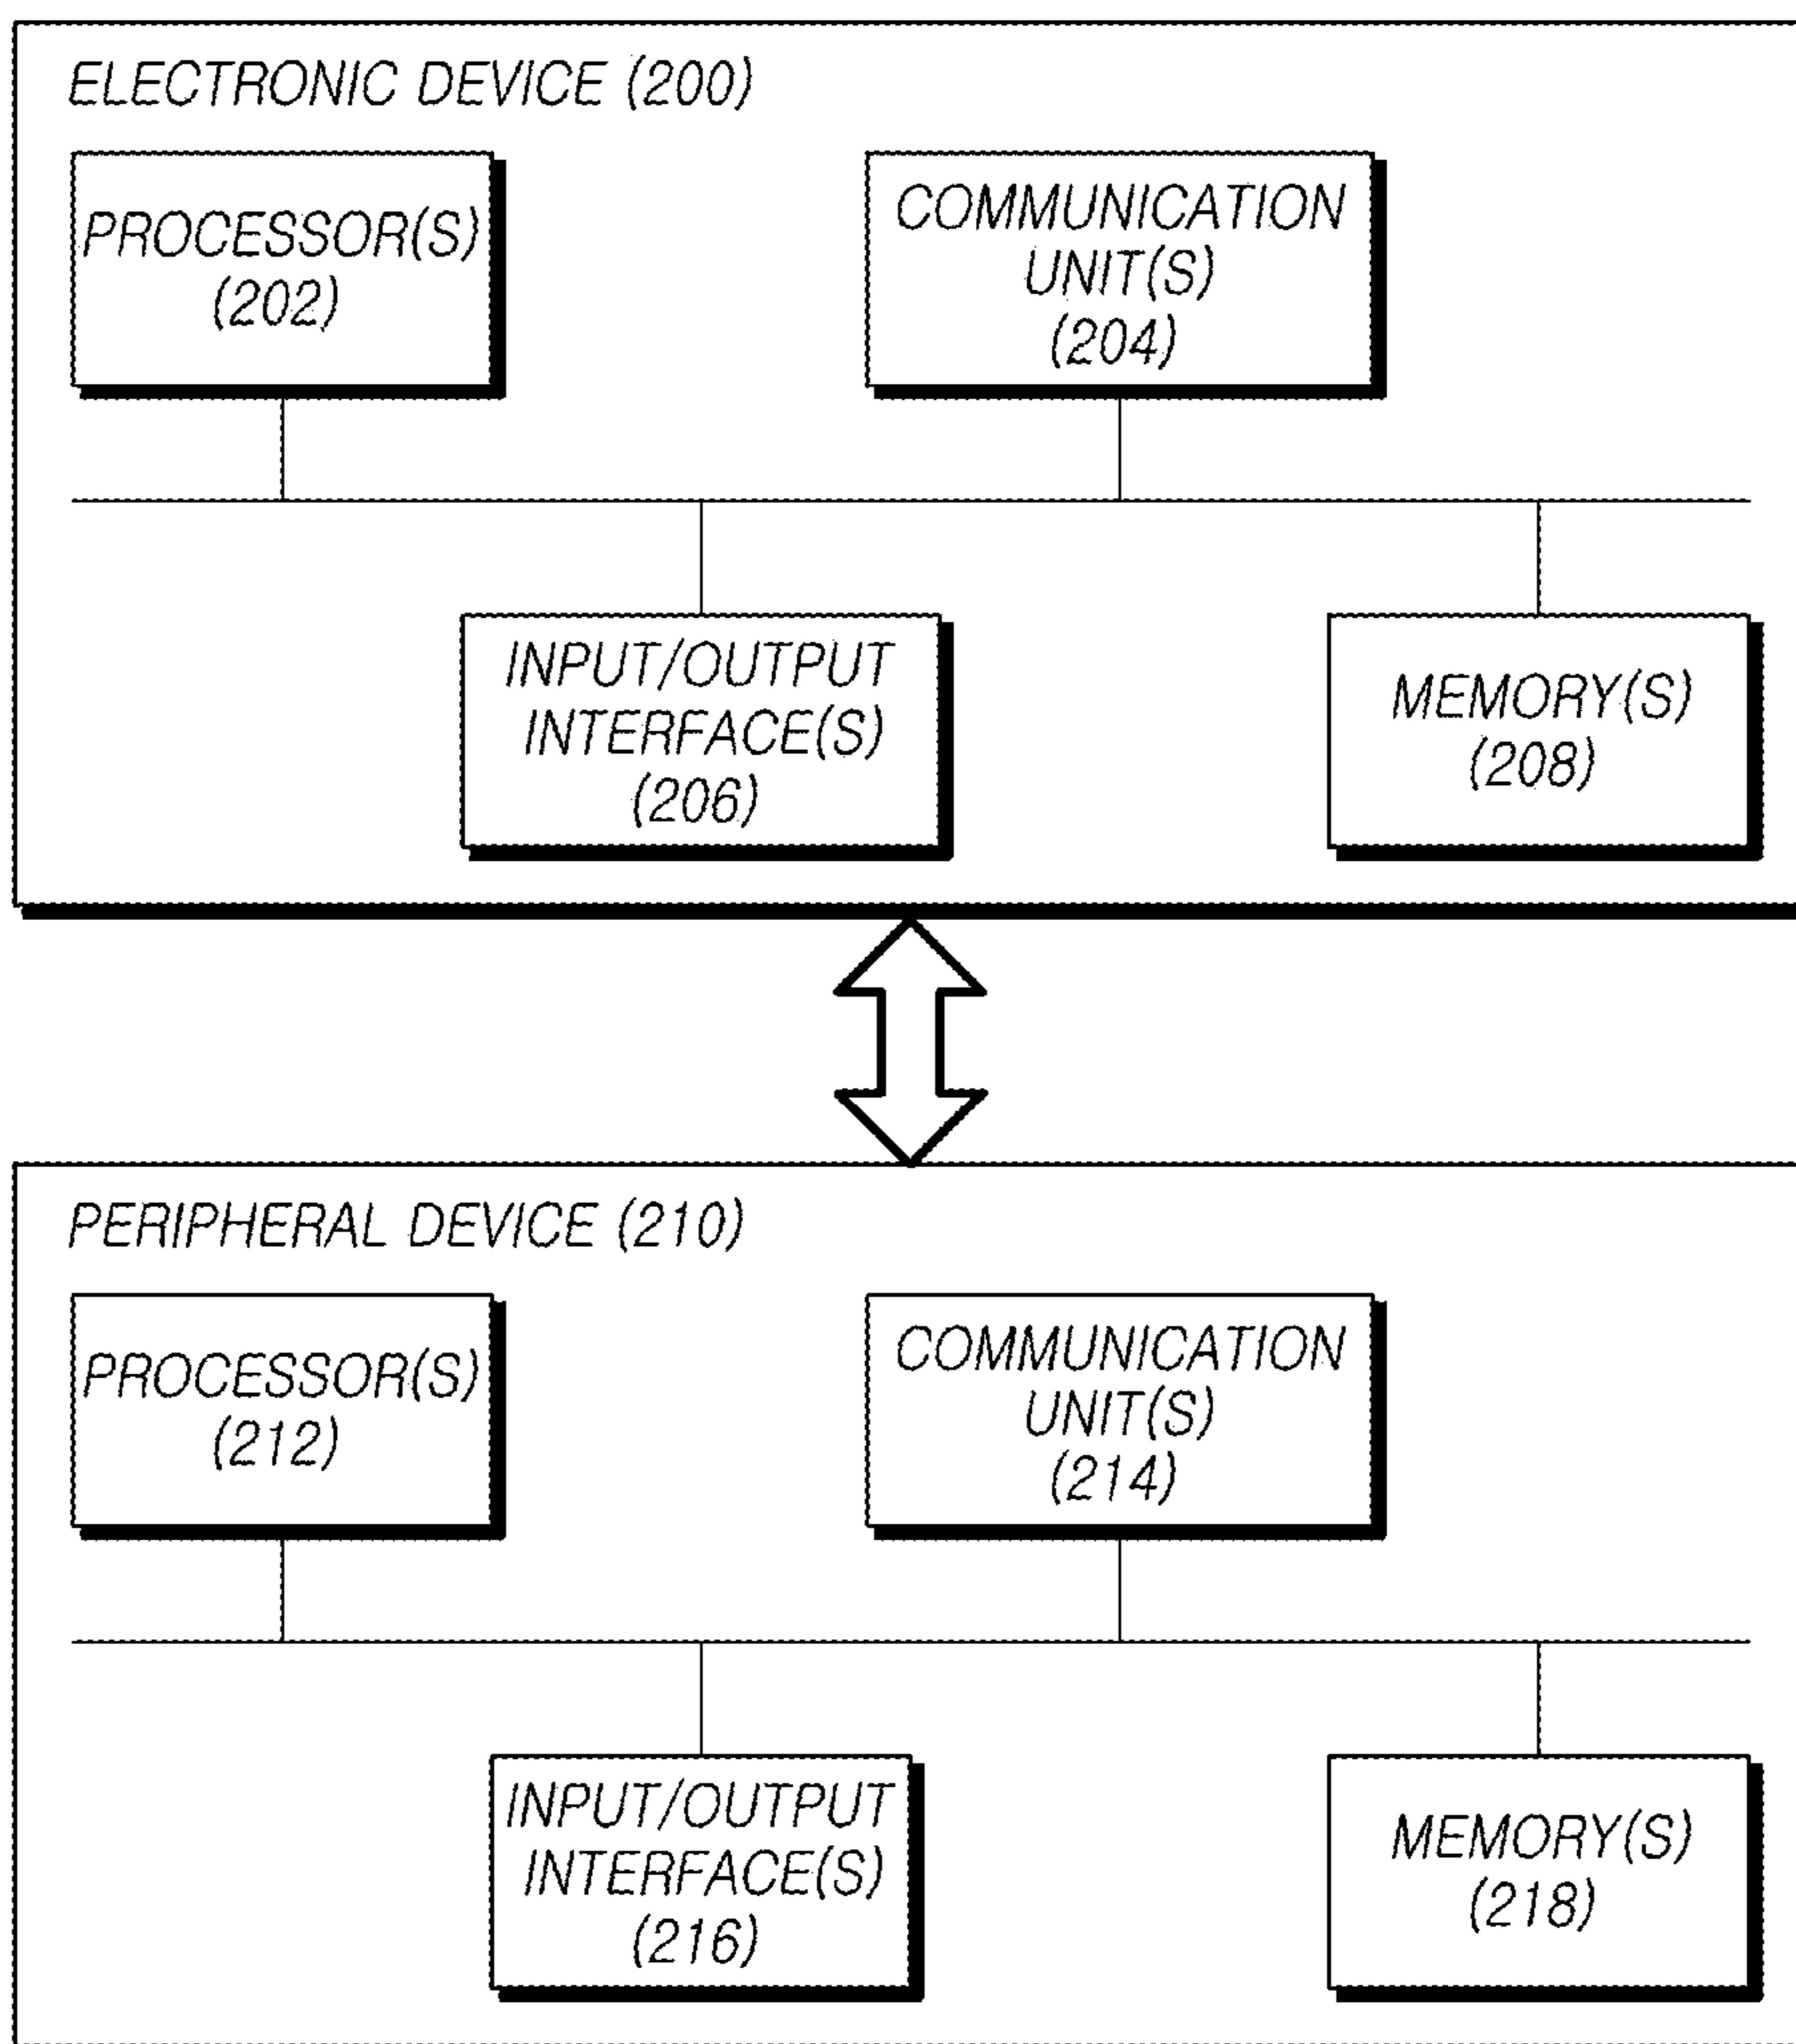 ELECTRONIC DEVICE (200)
PROCESSOR(S)
(202)
COMMUNICATION
UNIT(S)
(204)
INPUT/OUTPUT
INTERFACE(S)
(206)
MEMORY(S)
(208)
PERIPHERAL DEVICE (210)
PROCESSOR(S)
(212)
COMMUNICATION
UNIT(S)
(214)
INPUT/OUTPUT
INTERFACE(S)
(216)
MEMORY(S)
(218)